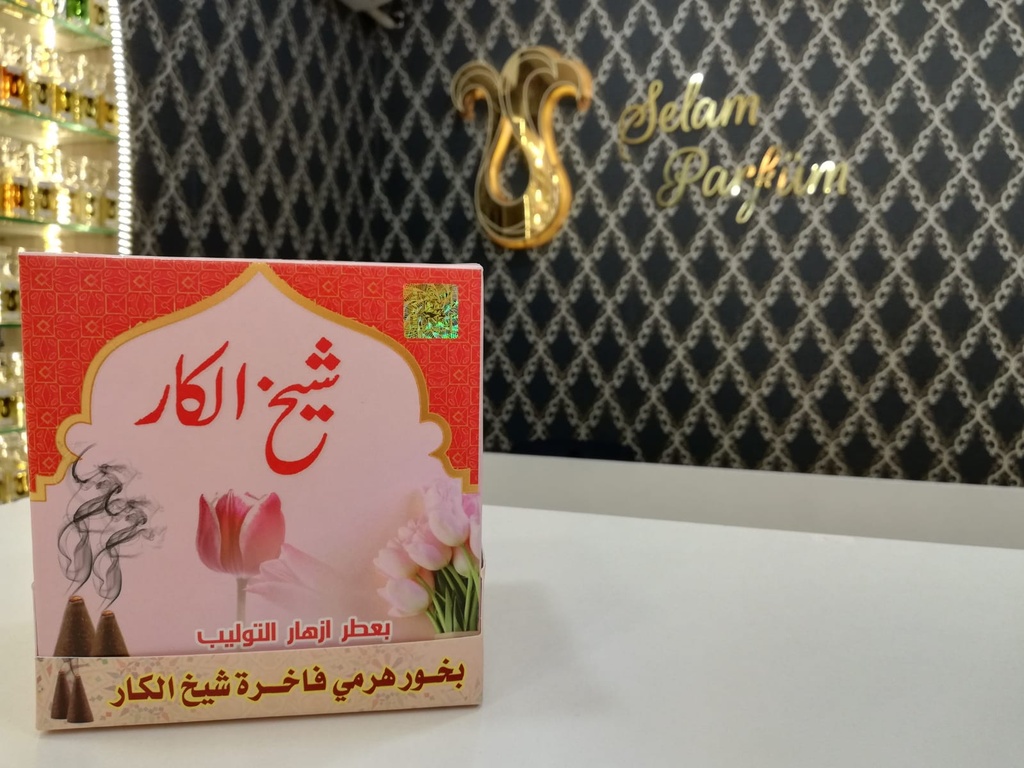 Selam
Parfüm
شيخ الكار
بعطر ازهار التوليب
بخور هرمي فاخرة شيخ الكار